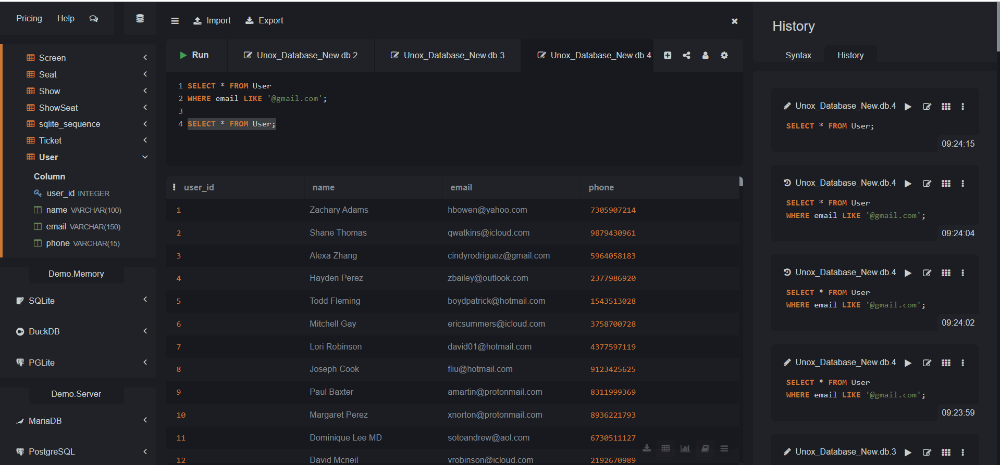 Pricing
Help
Import
Export
Screen
Seat
Show
ShowSeat
sqlite_sequence
Ticket
User
Column
user_id INTEGER
name VARCHAR(100)
email VARCHAR(150)
phone VARCHAR(15)
Demo.Memory
SQLite
DuckDB
PGLite
Demo.Server
MariaDB
PostgreSQL
Run
Unox_Database_New.db.2
Unox_Database_New.db.3
Unox_Database_New.db.4
1 SELECT * FROM User
2 WHERE email LIKE '@gmail.com';
3
4 SELECT * FROM User;
user_id name email phone
1 Zachary Adams hbowen@yahoo.com 7305907214
2 Shane Thomas qwatkins@icloud.com 9879430961
3 Alexa Zhang cindyrodriguez@gmail.com 5964058183
4 Hayden Perez zbailey@outlook.com 2377986920
5 Todd Fleming boydpatrick@hotmail.com 1543513028
6 Mitchell Gay ericsummers@icloud.com 3758700728
7 Lori Robinson david01@hotmail.com 4377597119
8 Joseph Cook fliu@hotmail.com 9123425625
9 Paul Baxter amartin@protonmail.com 8311999369
10 Margaret Perez xnorton@protonmail.com 8936221793
11 Dominique Lee MD sotoandrew@aol.com 6730511127
12 David Mcneil vrobinson@icloud.com 2192670989
History
Syntax
History
Unox_Database_New.db.4
SELECT * FROM User;
09:24:15
Unox_Database_New.db.4
SELECT * FROM User
WHERE email LIKE '@gmail.com';
09:24:04
Unox_Database_New.db.4
SELECT * FROM User
WHERE email LIKE '@gmail.com';
09:24:02
Unox_Database_New.db.4
SELECT * FROM User
WHERE email LIKE '@gmail.com';
09:23:59
Unox_Database_New.db.3